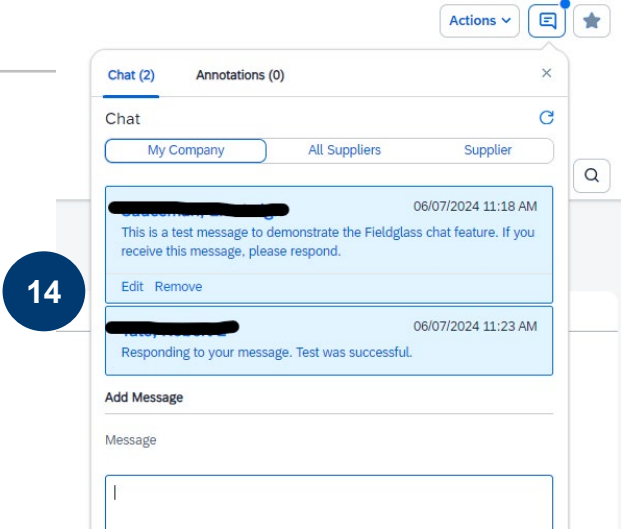 Actions
Chat (2) Annotations (0)
Chat
My Company All Suppliers Supplier
06/07/2024 11:18 AM
This is a test message to demonstrate the Fieldglass chat feature. If you
receive this message, please respond.
Edit Remove
14
06/07/2024 11:23 AM
Responding to your message. Test was successful.
Add Message
Message